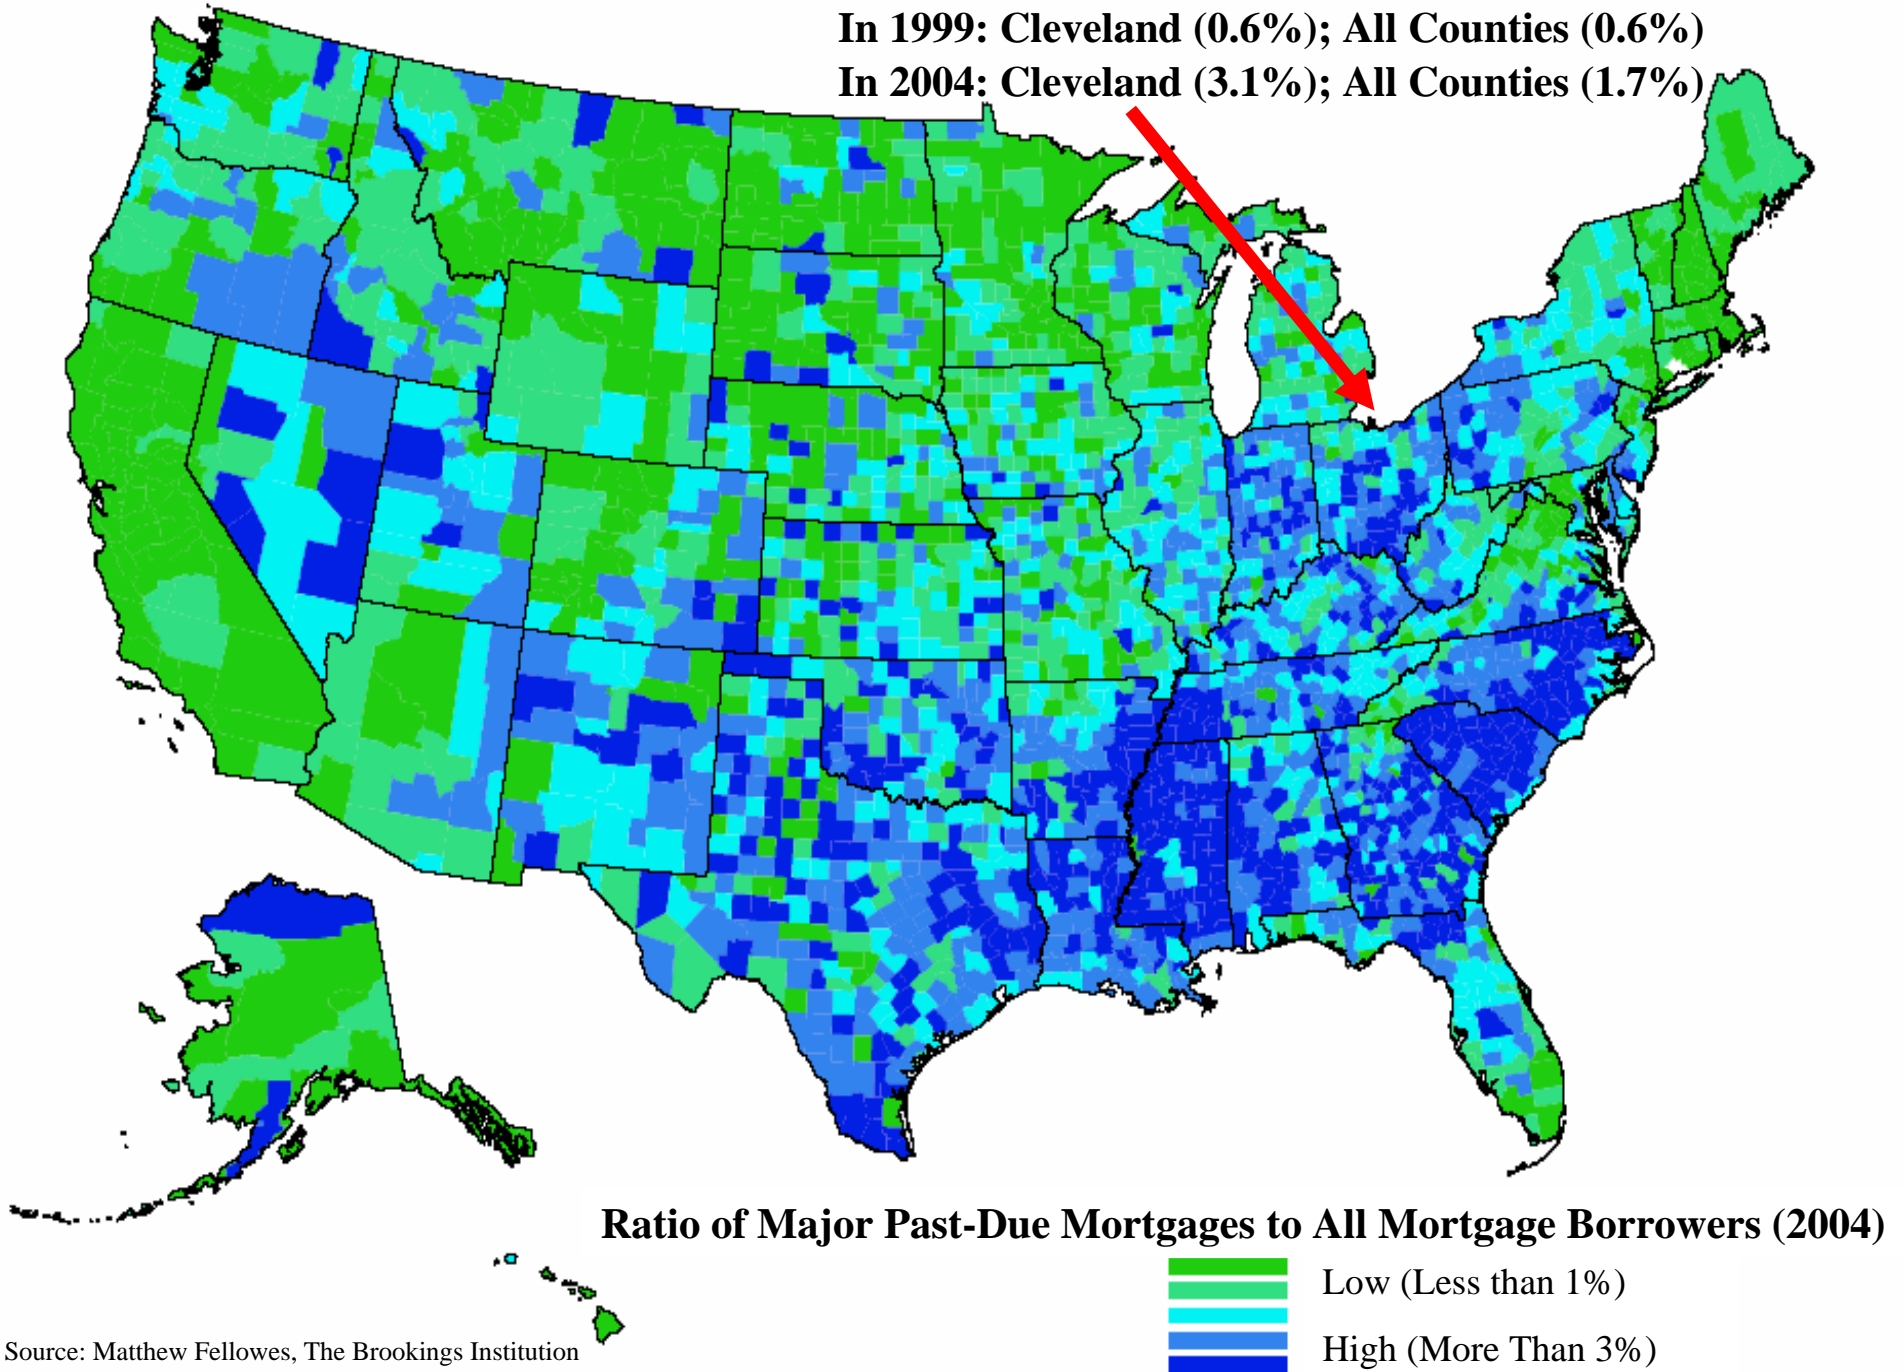 In 1999: Cleveland (0.6%); All Counties (0.6%)
In 2004: Cleveland (3.1%); All Counties (1.7%)
Ratio of Major Past-Due Mortgages to All Mortgage Borrowers (2004)
Low (Less than 1%)
High (More Than 3%)
Source: Matthew Fellowes, The Brookings Institution